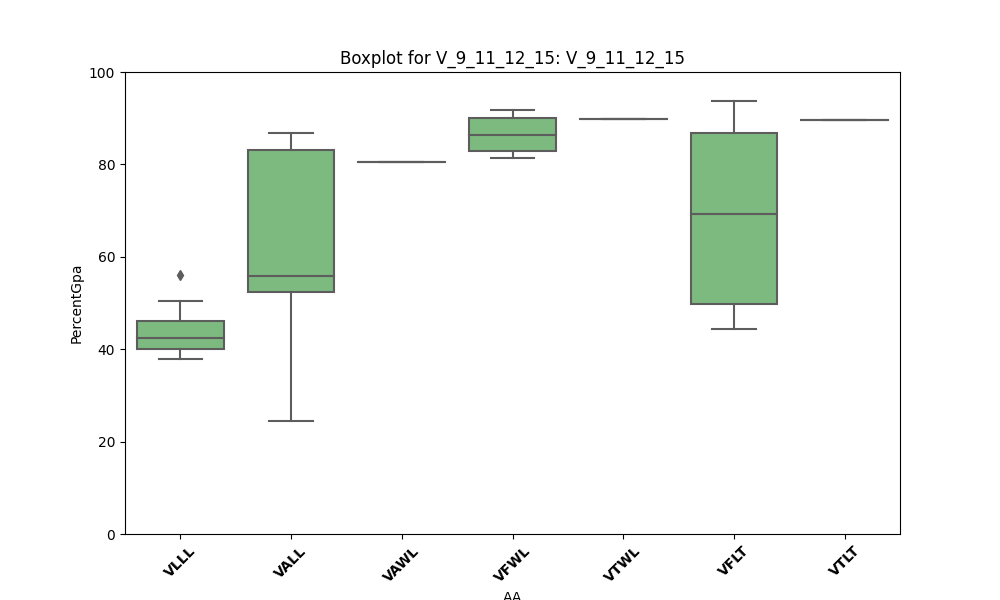 Boxplot for V_9_11_12_15: V_9_11_12_15
100
80
60
40
20
0
PercentGpa
VLLL
VALL
VAWL
VFWL
VTWL
VFLT
VTLT
AA